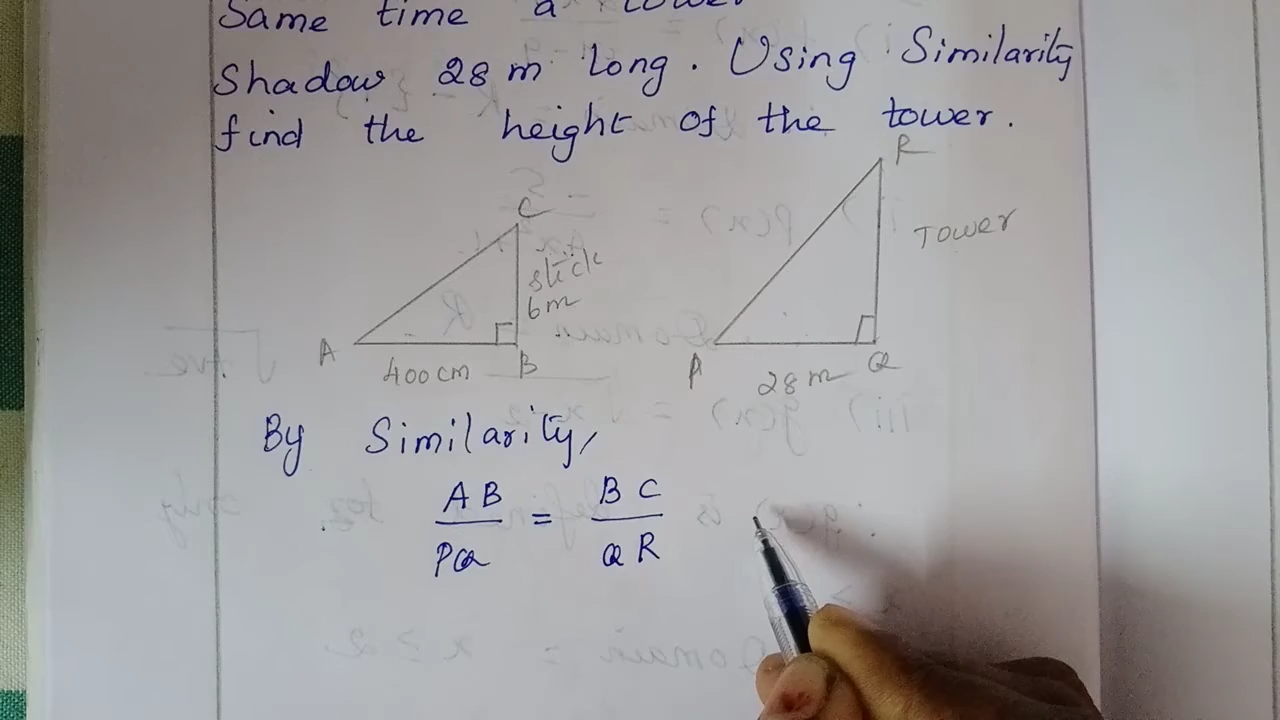 Same time a tower
Shadow 28 m long. Using Similarity
find the height of the tower.
C
stick
6m
A
400 cm
B
R
Tower
P
28 m
Q
By Similarity,
AB
PQ
=
BC
QR